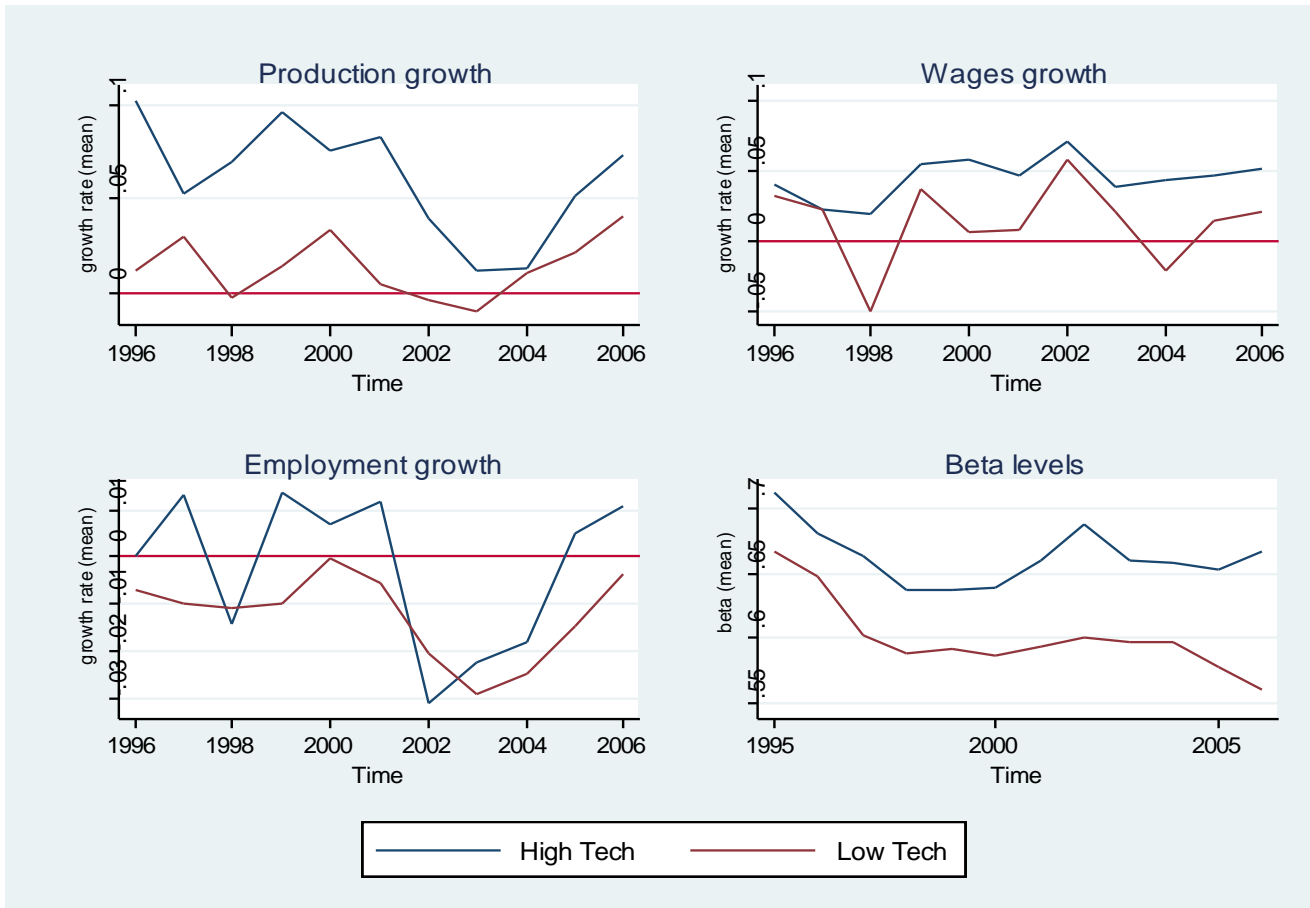 Production growth
growth rate (mean)
.1
.05
0
1996 1998 2000 2002 2004 2006
Time
Wages growth
growth rate (mean)
.1
.05
0
-.05
1996 1998 2000 2002 2004 2006
Time
Employment growth
growth rate (mean)
.01
0
-.01
-.02
-.03
1996 1998 2000 2002 2004 2006
Time
Beta levels
beta (mean)
.7
.65
.6
.55
1995 2000 2005
Time
High Tech Low Tech